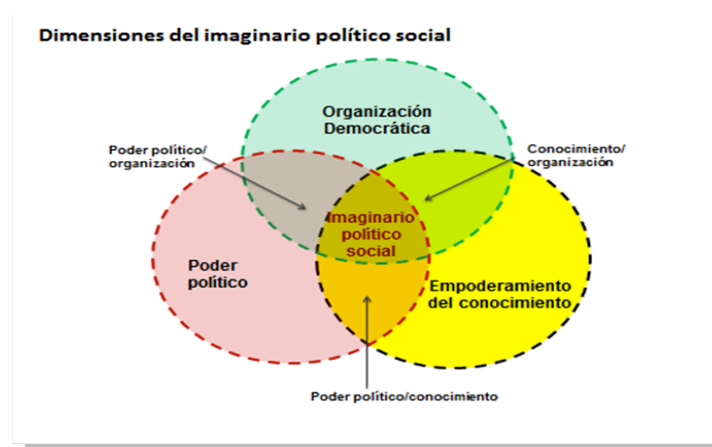 Dimensiones del imaginario político social
Organización
Democrática
Poder político/
organización
Conocimiento/
organización
Imaginario
político
social
Poder
político
Empoderamiento
del conocimiento
Poder político/conocimiento